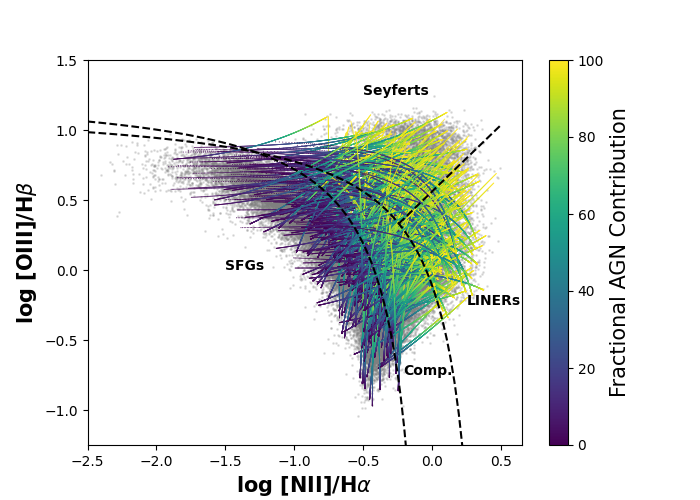 1.5
1.0
0.5
0.0
−0.5
−1.0
−2.5
−2.0
−1.5
−1.0
−0.5
0.0
0.5
log [OIII]/Hβ
log [NII]/Hα
Seyferts
SFGs
LINERs
Comp.
100
80
60
40
20
0
Fractional AGN Contribution